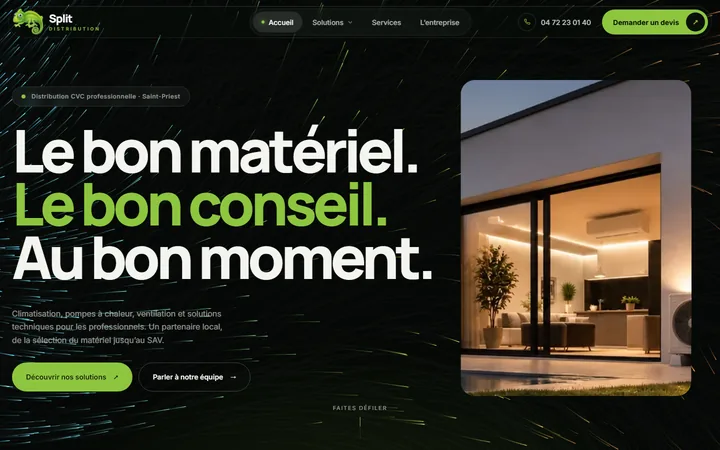 Split
DISTRIBUTION
Accueil
Solutions
Services
L'entreprise
04 72 23 01 40
Demander un devis
Distribution CVC professionnelle · Saint-Priest
Le bon matériel.
Le bon conseil.
Au bon moment.
Climatisation, pompes à chaleur, ventilation et solutions
techniques pour les professionnels. Un partenaire local,
de la sélection du matériel jusqu'au SAV.
Découvrir nos solutions
Parler à notre équipe
FAITES DÉFILER